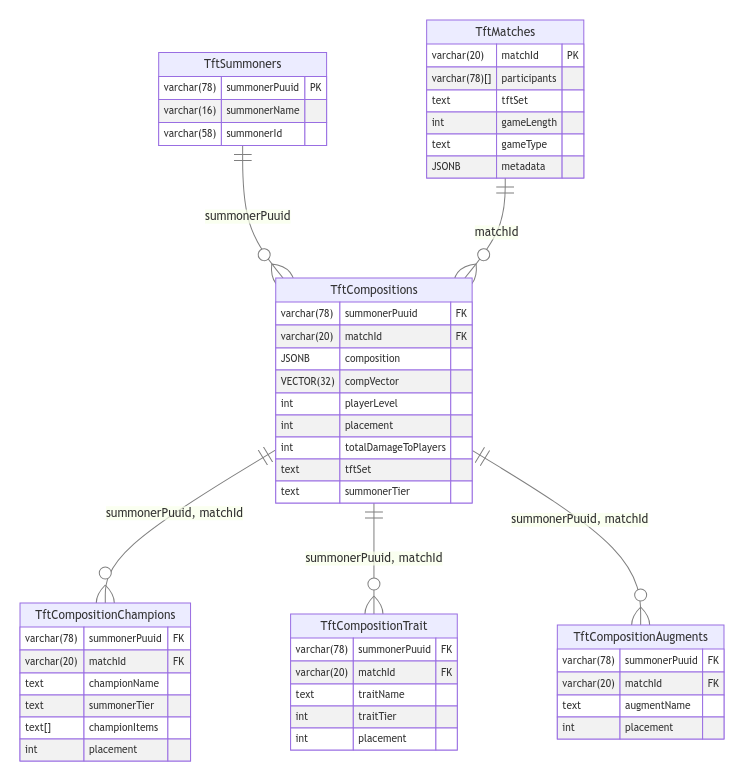 TftMatches
varchar(20) matchId PK
varchar(78)[] participants
text tftSet
int gameLength
text gameType
JSONB metadata
TftSummoners
varchar(78) summonerPuuid PK
varchar(16) summonerName
varchar(58) summonerId
summonerPuuid
matchId
TftCompositions
varchar(78) summonerPuuid FK
varchar(20) matchId FK
JSONB composition
VECTOR(32) compVector
int playerLevel
int placement
int totalDamageToPlayers
text tftSet
text summonerTier
summonerPuuid, matchId
summonerPuuid, matchId
summonerPuuid, matchId
TftCompositionChampions
varchar(78) summonerPuuid FK
varchar(20) matchId FK
text championName
text summonerTier
text[] championItems
int placement
TftCompositionTrait
varchar(78) summonerPuuid FK
varchar(20) matchId FK
text traitName
int traitTier
int placement
TftCompositionAugments
varchar(78) summonerPuuid FK
varchar(20) matchId FK
text augmentName
int placement